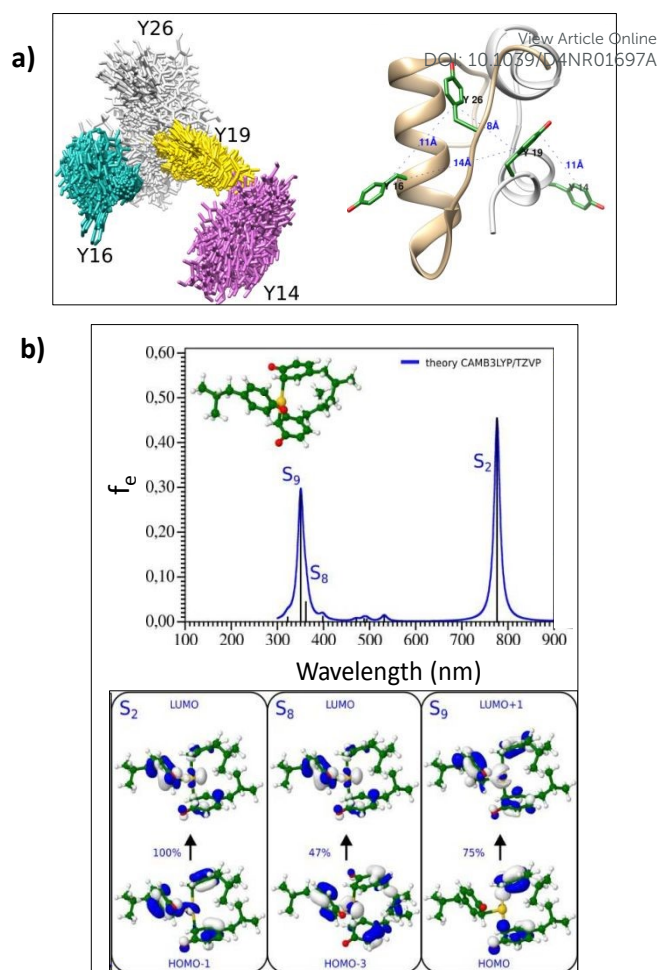 View Article Online
DOI: 10.1039/D4NR01697A
a)
Y26
Y19
Y16
Y14
Y 26
8Å
11Å
Y 19
14Å
11Å
Y 16
Y 14
b)
0,60
theory CAMB3LYP/TZVP
0,50
S2
0,40
fe
S9
0,30
0,20
S8
0,10
0,00
100 200 300 400 500 600 700 800 900
Wavelength (nm)
S2 LUMO S8 LUMO S9 LUMO+1
100% 47% 75%
HOMO-1 HOMO-3 HOMO